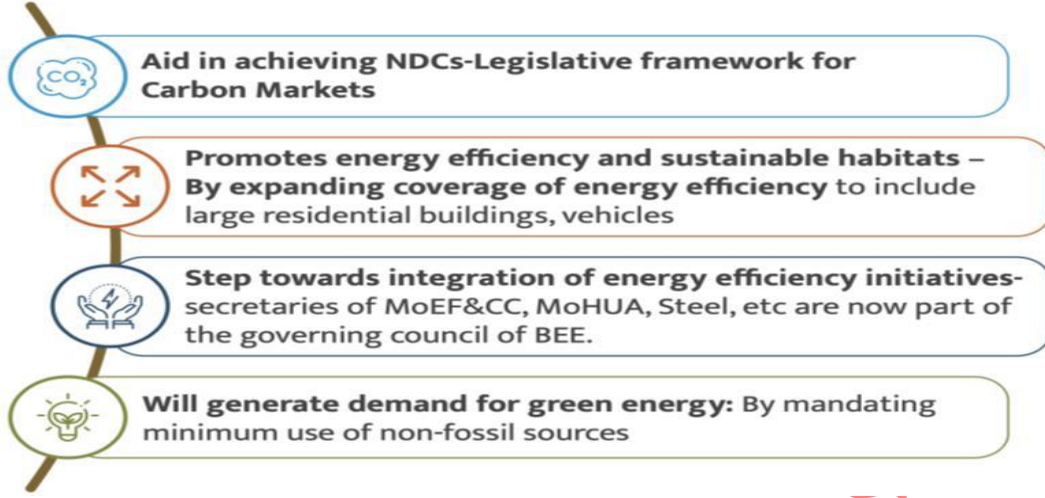 CO₂
Aid in achieving NDCs-Legislative framework for
Carbon Markets
Promotes energy efficiency and sustainable habitats –
By expanding coverage of energy efficiency to include
large residential buildings, vehicles
Step towards integration of energy efficiency initiatives-
secretaries of MoEF&CC, MoHUA, Steel, etc are now part of
the governing council of BEE.
Will generate demand for green energy: By mandating
minimum use of non-fossil sources